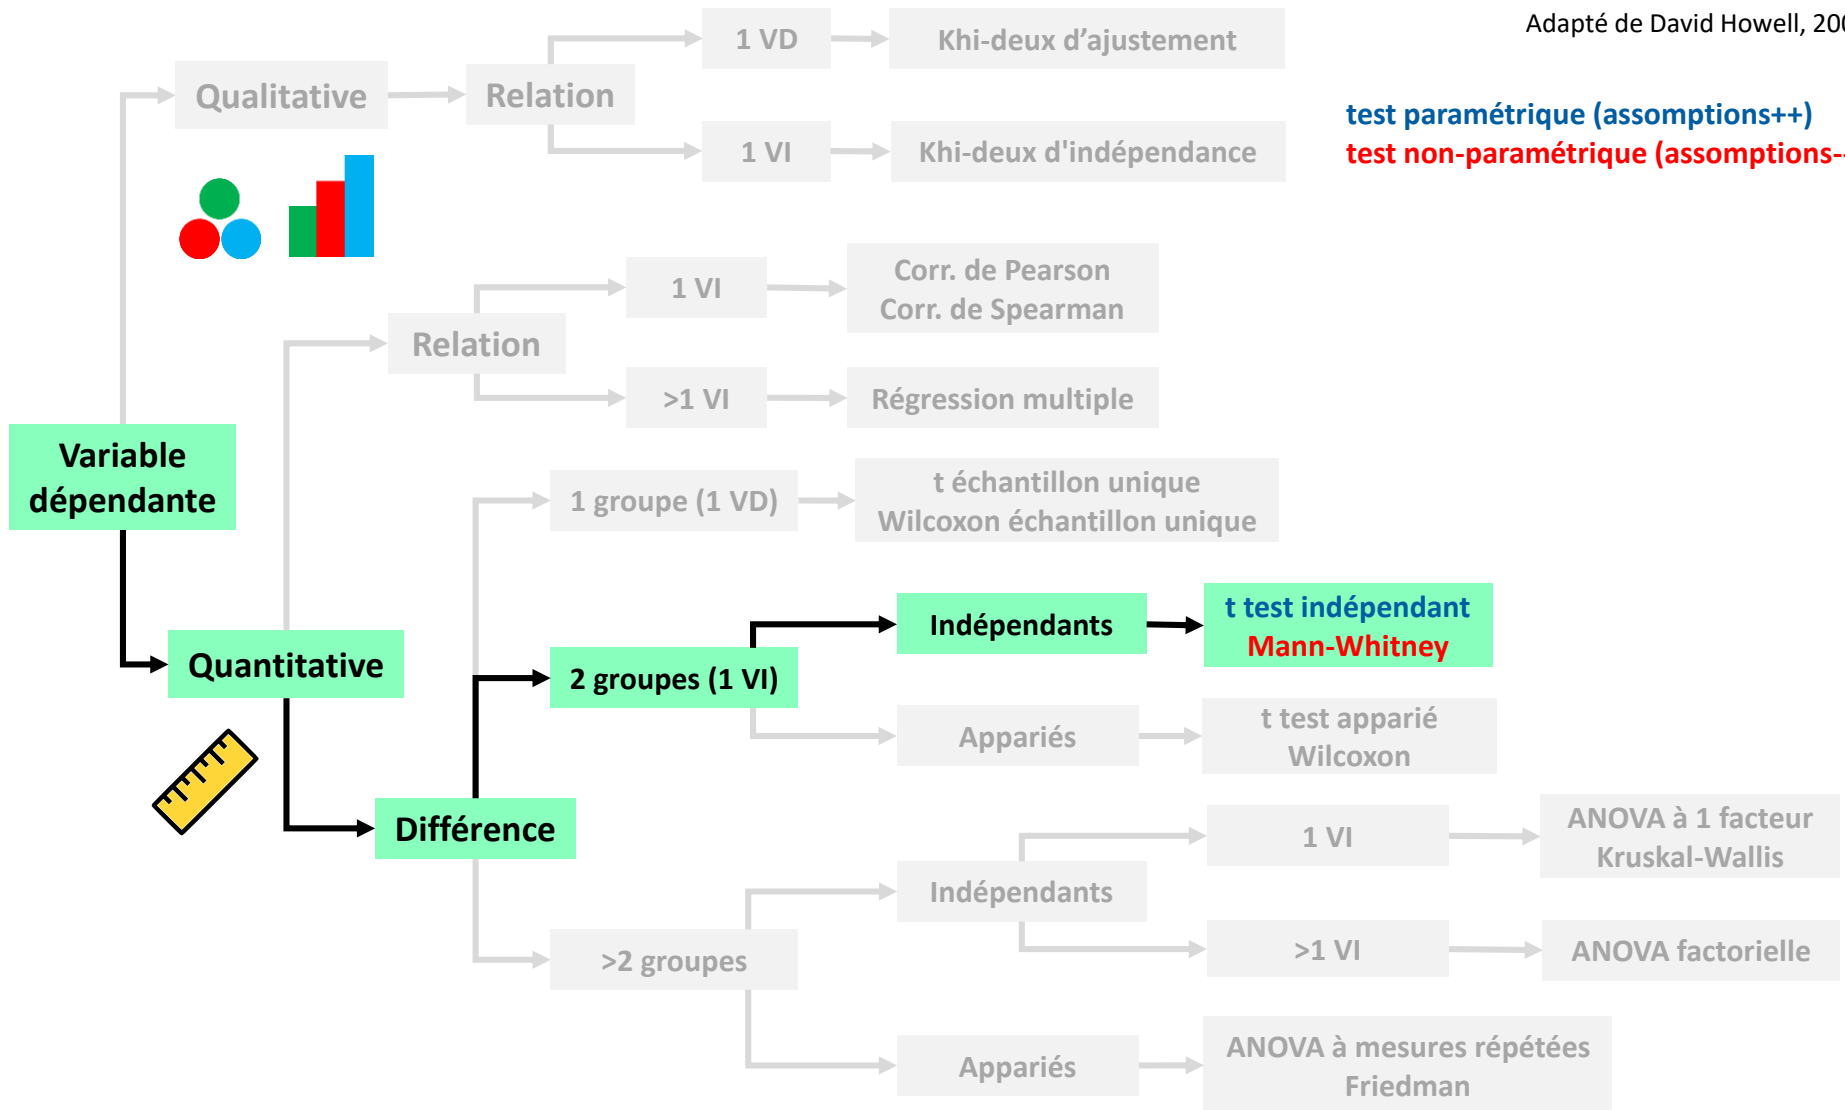 Adapté de David Howell, 200
1 VD
Khi-deux d’ajustement
Qualitative
Relation
test paramétrique (assomptions++)
test non-paramétrique (assomptions-
1 VI
Khi-deux d'indépendance
1 VI
Corr. de Pearson
Corr. de Spearman
Relation
>1 VI
Régression multiple
Variable
dépendante
1 groupe (1 VD)
t échantillon unique
Wilcoxon échantillon unique
Quantitative
2 groupes (1 VI)
Indépendants
t test indépendant
Mann-Whitney
Appariés
t test apparié
Wilcoxon
Différence
1 VI
ANOVA à 1 facteur
Kruskal-Wallis
Indépendants
>2 groupes
>1 VI
ANOVA factorielle
Appariés
ANOVA à mesures répétées
Friedman